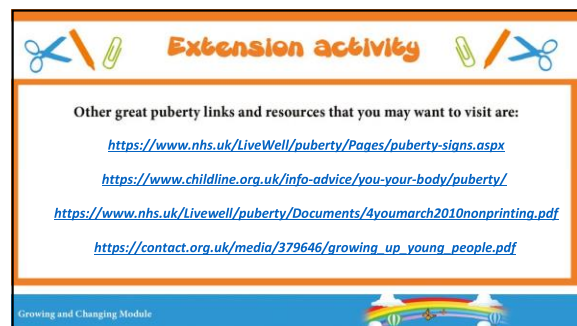 Extension activity
Other great puberty links and resources that you may want to visit are:
https://www.nhs.uk/LiveWell/puberty/Pages/puberty-signs.aspx
https://www.childline.org.uk/info-advice/you-your-body/puberty/
https://www.nhs.uk/Livewell/puberty/Documents/4youmarch2010nonprinting.pdf
https://contact.org.uk/media/379646/growing_up_young_people.pdf
Growing and Changing Module